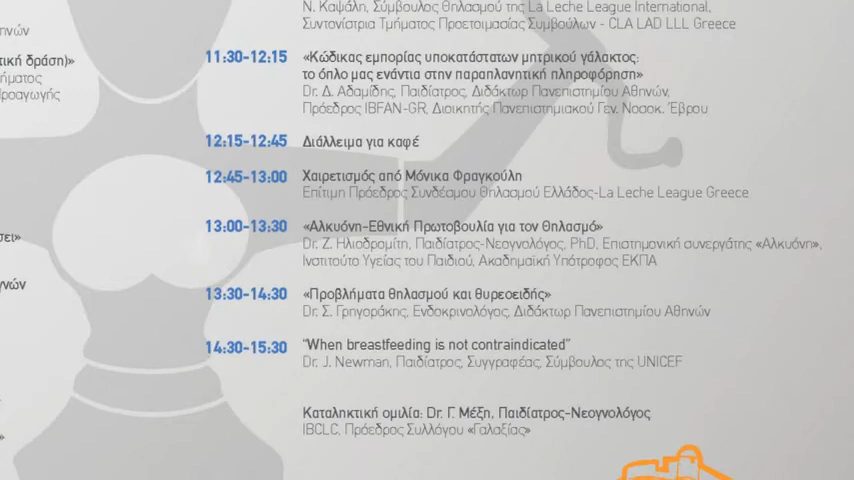 Ν. Καψάλη, Σύμβουλος Θηλασμού της La Leche League International,
Συντονίστρια Τμήματος Προετοιμασίας Συμβούλων - CLA LAD LLL Greece
ηνών
τική δράση)»
ήματος
Προαγωγής
11:30-12:15 «Κώδικας εμπορίας υποκατάστατων μητρικού γάλακτος:
το όπλο μας ενάντια στην παραπλανητική πληροφόρηση»
Dr. Δ. Αδαμίδης, Παιδίατρος, Διδάκτωρ Πανεπιστημίου Αθηνών,
Πρόεδρος IBFAN-GR, Διοικητής Πανεπιστημιακού Γεν. Νοσοκ. Έβρου
12:15-12:45 Διάλλειμα για καφέ
12:45-13:00 Χαιρετισμός από Μόνικα Φραγκούλη
Επίτιμη Πρόεδρος Συνδέσμου Θηλασμού Ελλάδος-La Leche League Greece
13:00-13:30 «Αλκυόνη-Εθνική Πρωτοβουλία για τον Θηλασμό»
Dr. Ζ. Ηλιοδρομίτη, Παιδίατρος-Νεογνολόγος, PhD, Επιστημονική συνεργάτης «Αλκυόνη»,
Ινστιτούτο Υγείας του Παιδιού, Ακαδημαϊκή Υπότροφος ΕΚΠΑ
σει»
γνών
13:30-14:30 «Προβλήματα θηλασμού και θυρεοειδής»
Dr. Σ. Γρηγοράκης, Ενδοκρινολόγος, Διδάκτωρ Πανεπιστημίου Αθηνών
14:30-15:30 "When breastfeeding is not contraindicated"
Dr. J. Newman, Παιδίατρος, Συγγραφέας, Σύμβουλος της UNICEF
Καταληκτική ομιλία: Dr. Γ. Μέξη, Παιδίατρος-Νεογνολόγος
IBCLC, Πρόεδρος Συλλόγου «Γαλαξίας»